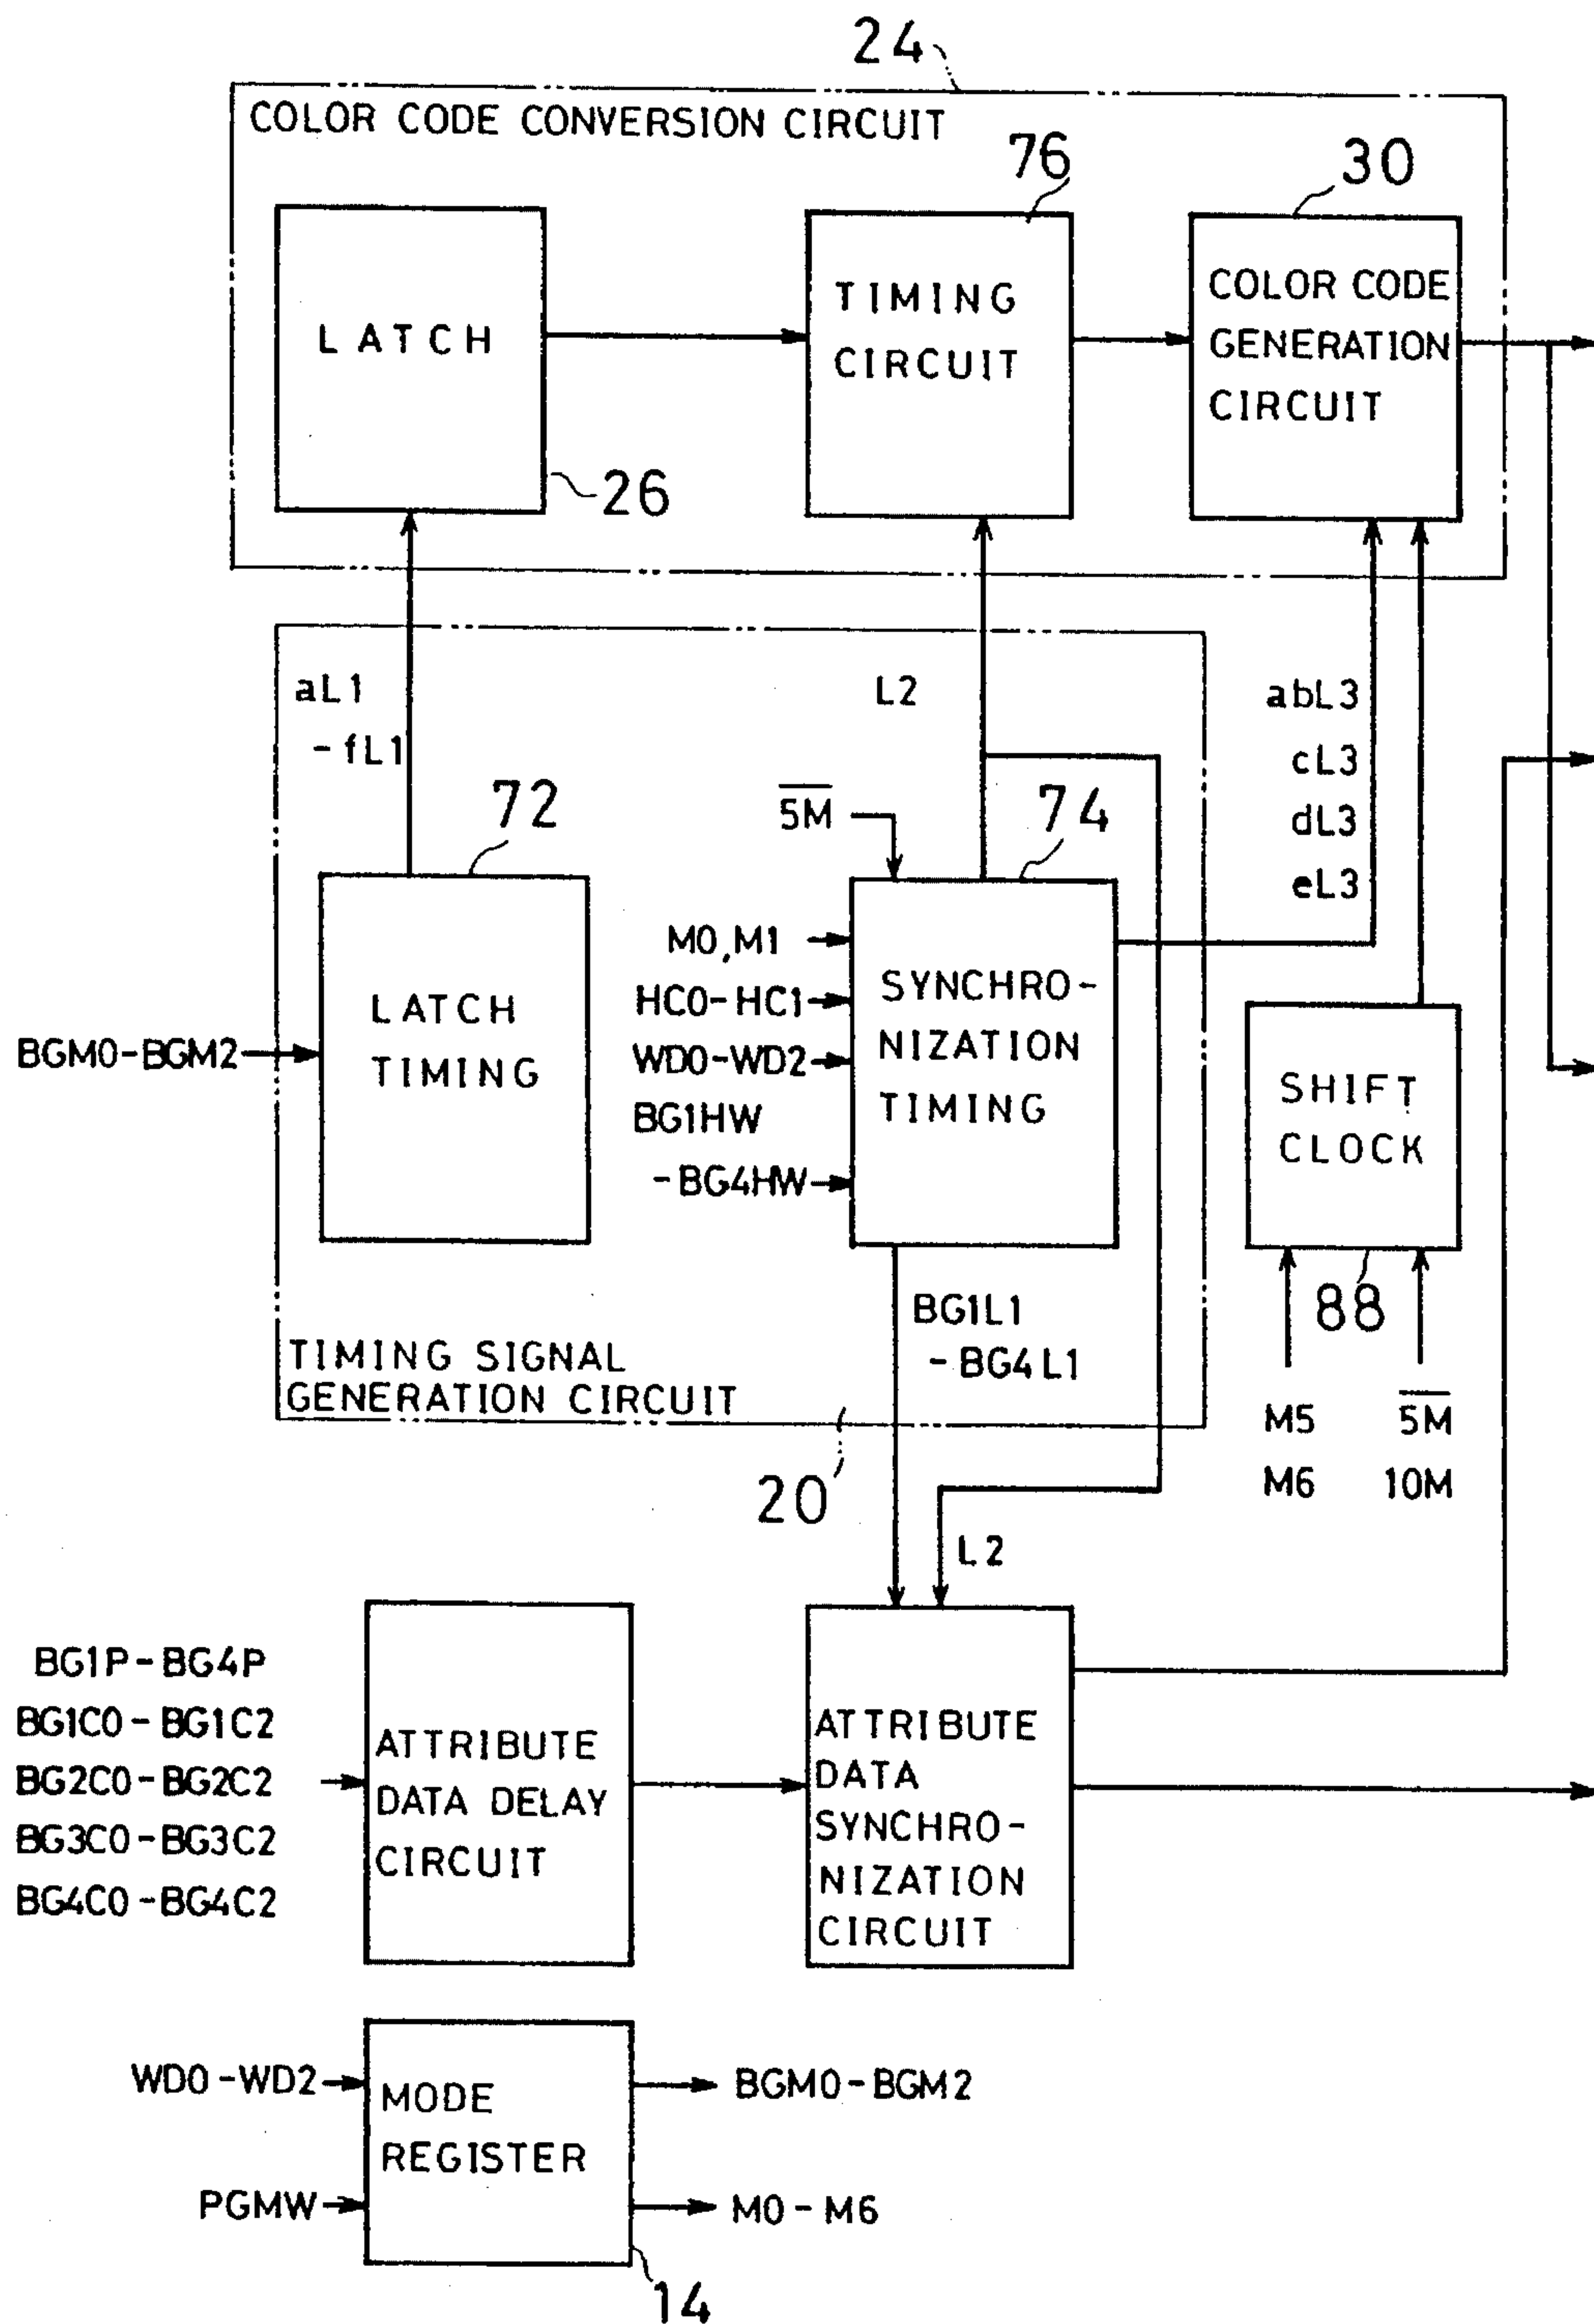 24
COLOR CODE CONVERSION CIRCUIT
76
30
LATCH
TIMING
CIRCUIT
COLOR CODE
GENERATION
CIRCUIT
26
aL1
-fL1
L2
abL3
cL3
dL3
eL3
72
5M̅
74
M0,M1
HC0-HC1
WD0-WD2
BG1HW
-BG4HW
BGM0-BGM2
LATCH
TIMING
SYNCHRO-
NIZATION
TIMING
SHIFT
CLOCK
88
BG1L1
-BG4L1
M5
M6
5M̅
10M
TIMING SIGNAL
GENERATION CIRCUIT
20
L2
BG1P-BG4P
BG1C0-BG1C2
BG2C0-BG2C2
BG3C0-BG3C2
BG4C0-BG4C2
ATTRIBUTE
DATA DELAY
CIRCUIT
ATTRIBUTE
DATA
SYNCHRO-
NIZATION
CIRCUIT
WD0-WD2
PGMW
MODE
REGISTER
BGM0-BGM2
M0-M6
14